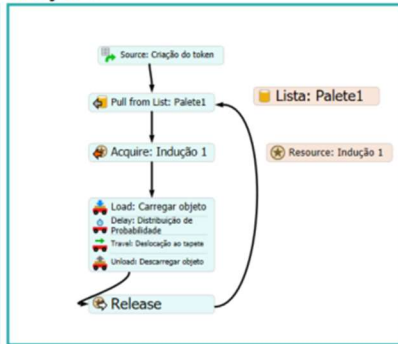 Source: Criação do token
Pull from List: Palete1
Lista: Palete1
Acquire: Indução 1
Resource: Indução 1
Load: Carregar objeto
Delay: Distribuição de
Probabilidade
Travel: Deslocação ao tapete
Unload: Descarregar objeto
Release